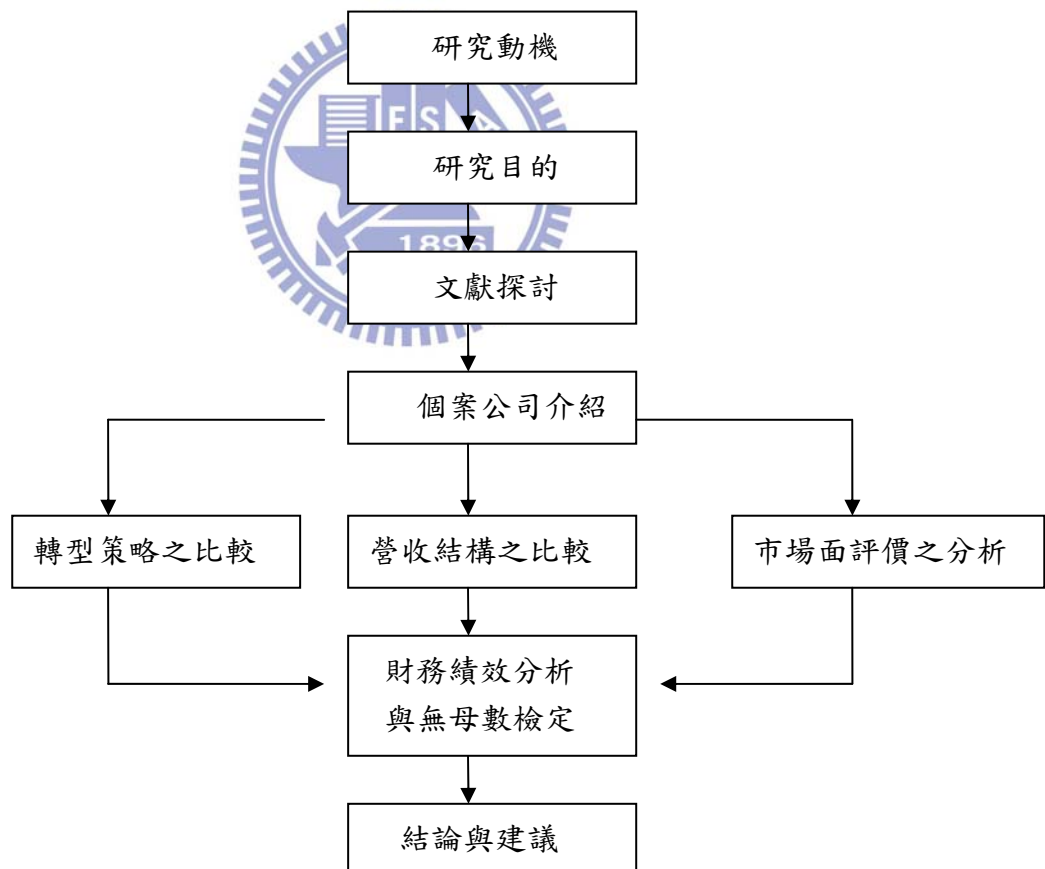 研究動機
E S A
研究目的
1896
文獻探討
個案公司介紹
轉型策略之比較
營收結構之比較
市場面評價之分析
財務績效分析
與無母數檢定
結論與建議